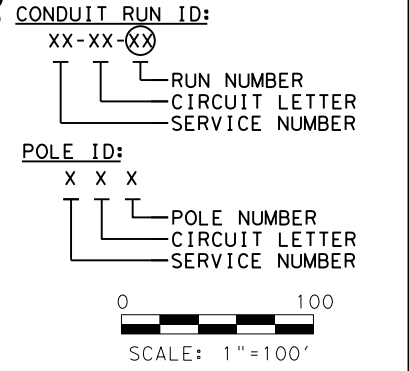 CONDUIT RUN ID:
XX-XX-XX
RUN NUMBER
CIRCUIT LETTER
SERVICE NUMBER
POLE ID:
X X X
POLE NUMBER
CIRCUIT LETTER
SERVICE NUMBER
0 100
SCALE: 1"=100'